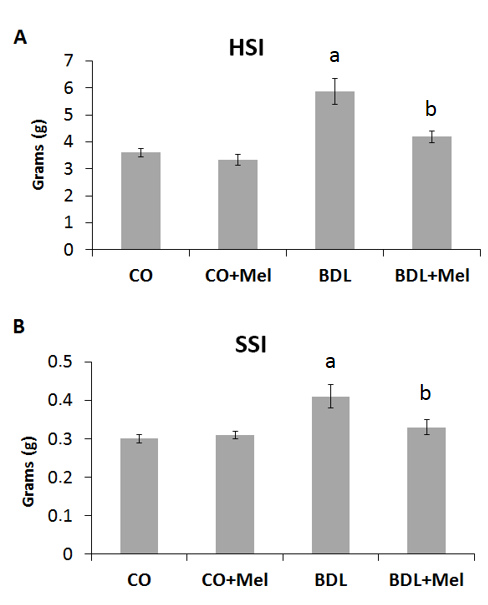 A
HSI
a
b
7
6
5
4
3
2
1
0
Grams (g)
CO CO+Mel BDL BDL+Mel
B
SSI
a
b
0.5
0.4
0.3
0.2
0.1
0
Grams (g)
CO CO+Mel BDL BDL+Mel